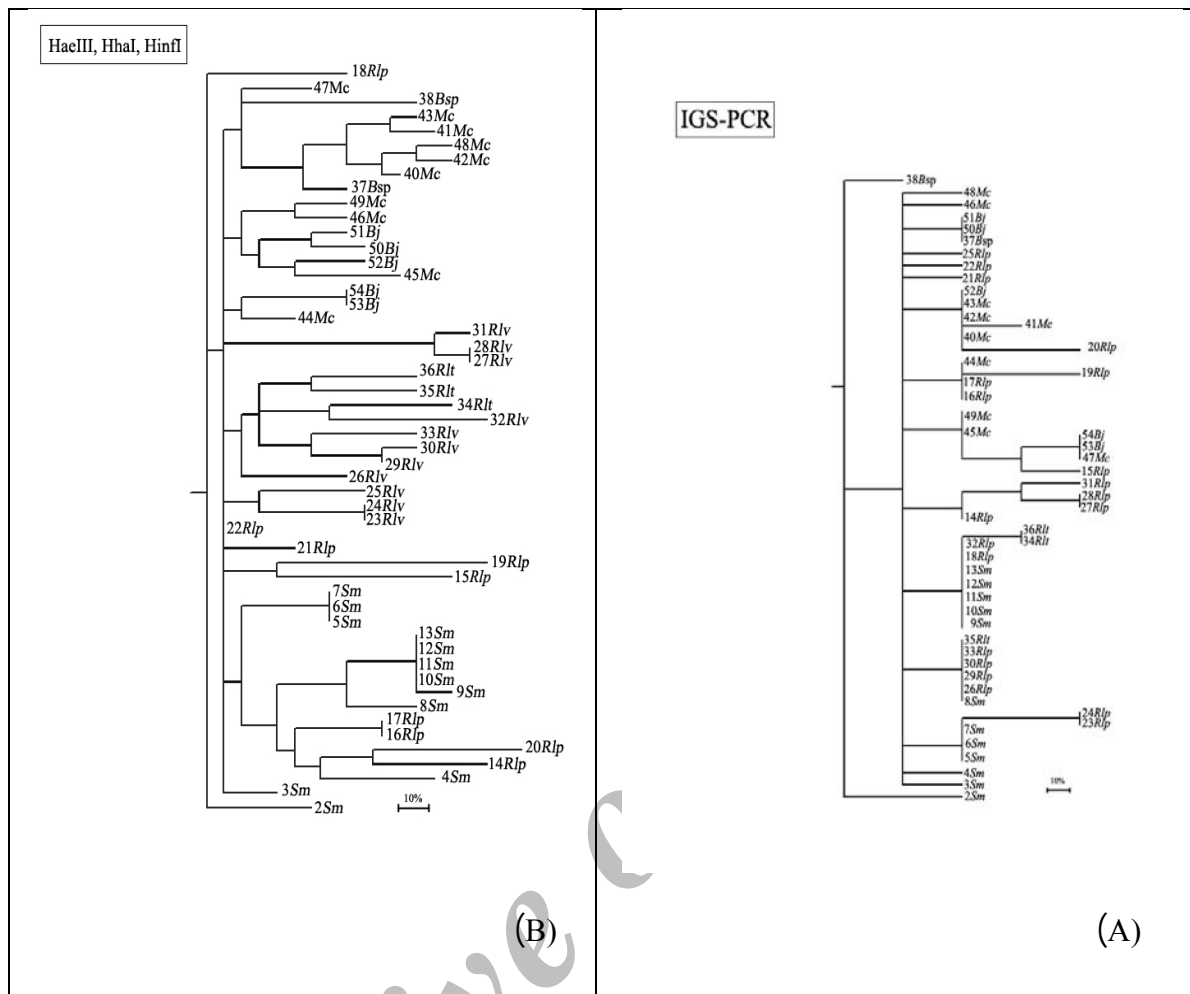 HaeIII, HhaI, HinfI
18Rlp
47Mc
38Bsp
43Mc
41Mc
48Mc
42Mc
40Mc
37Bsp
49Mc
46Mc
51Bj
50Bj
52Bj
45Mc
54Bj
53Bj
44Mc
31Rlv
28Rlv
27Rlv
36Rlt
35Rlt
34Rlt
32Rlv
33Rlv
30Rlv
29Rlv
26Rlv
25Rlv
24Rlv
23Rlv
22Rlp
21Rlp
19Rlp
15Rlp
7Sm
6Sm
5Sm
13Sm
12Sm
11Sm
10Sm
9Sm
8Sm
17Rlp
16Rlp
20Rlp
14Rlp
4Sm
3Sm
2Sm
10%
(B)
IGS-PCR
38Bsp
48Mc
46Mc
51Bj
50Bj
37Bsp
25Rlp
22Rlp
21Rlp
52Bj
43Mc
42Mc
41Mc
40Mc
20Rlp
44Mc
19Rlp
17Rlp
16Rlp
49Mc
45Mc
54Bj
53Bj
47Mc
15Rlp
31Rlp
28Rlp
27Rlp
14Rlp
36Rlt
34Rlt
32Rlp
18Rlp
13Sm
12Sm
11Sm
10Sm
9Sm
35Rlt
33Rlp
30Rlp
29Rlp
26Rlp
8Sm
24Rlp
23Rlp
7Sm
6Sm
5Sm
4Sm
3Sm
2Sm
10%
(A)
ive